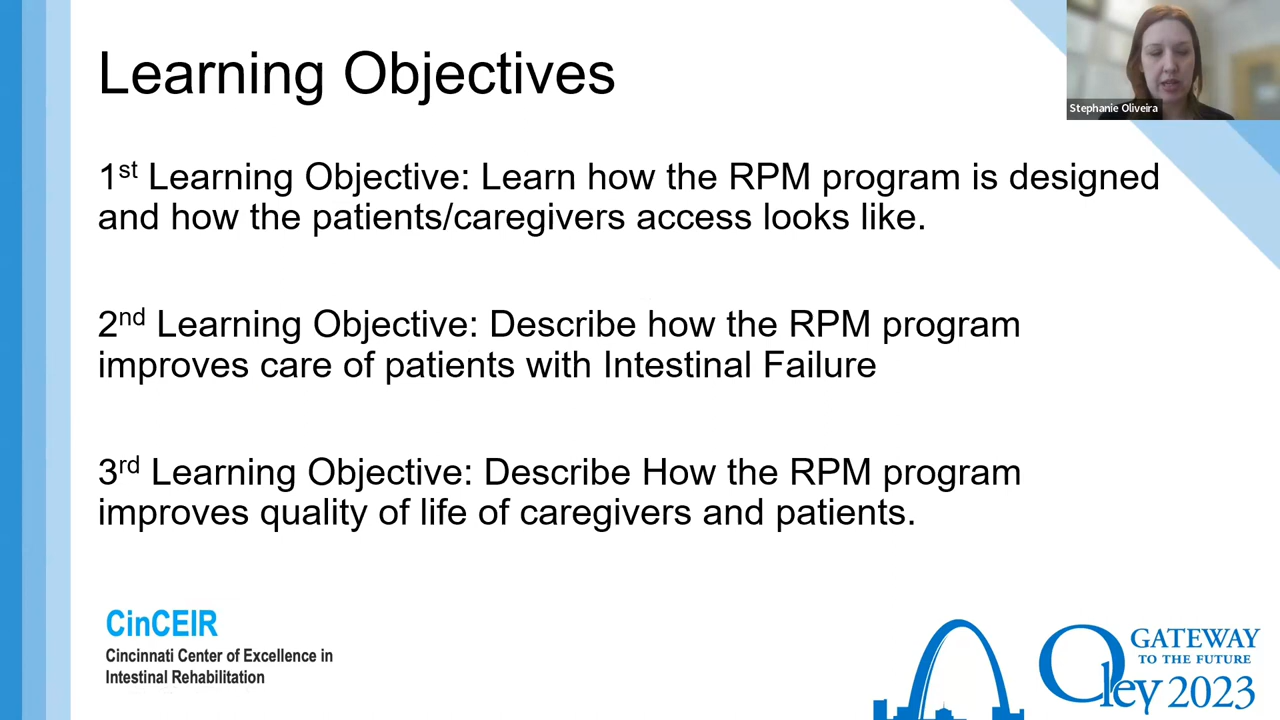 Learning Objectives
Stephanie Oliveira
1st Learning Objective: Learn how the RPM program is designed
and how the patients/caregivers access looks like.
2nd Learning Objective: Describe how the RPM program
improves care of patients with Intestinal Failure
3rd Learning Objective: Describe How the RPM program
improves quality of life of caregivers and patients.
CinCEIR
Cincinnati Center of Excellence in
Intestinal Rehabilitation
GATEWAY
TO THE FUTURE
Oley 2023